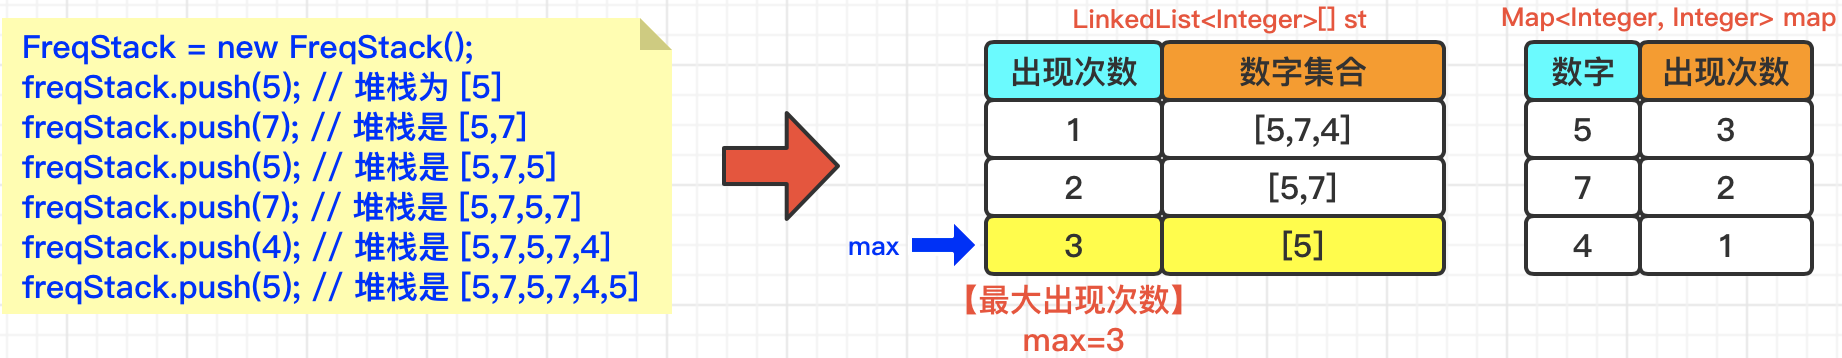 FreqStack = new FreqStack();
freqStack.push(5); // 堆栈为 [5]
freqStack.push(7); // 堆栈是 [5,7]
freqStack.push(5); // 堆栈是 [5,7,5]
freqStack.push(7); // 堆栈是 [5,7,5,7]
freqStack.push(4); // 堆栈是 [5,7,5,7,4]
freqStack.push(5); // 堆栈是 [5,7,5,7,4,5]
LinkedList<Integer>[] st
出现次数 数字集合
1 [5,7,4]
2 [5,7]
max 3 [5]
【最大出现次数】
max=3
Map<Integer, Integer> map
数字 出现次数
5 3
7 2
4 1